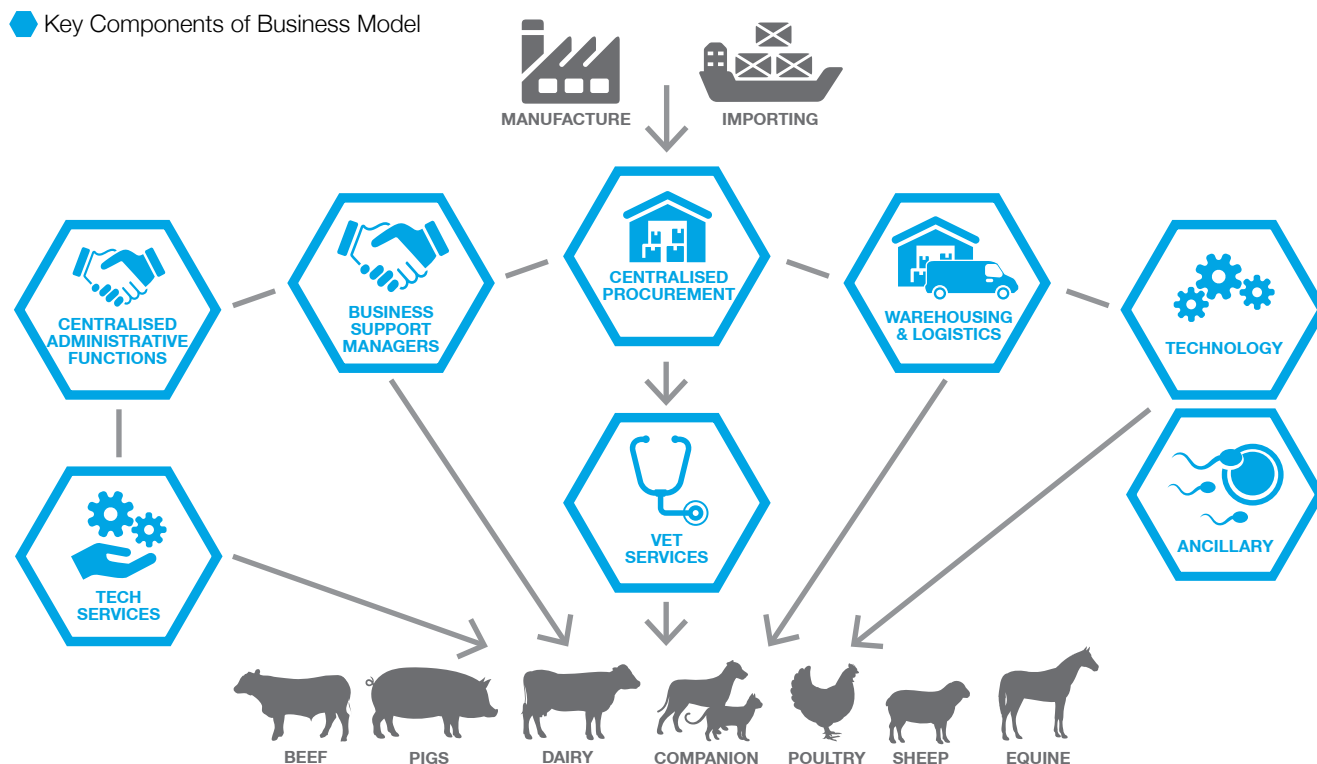 Key Components of Business Model
MANUFACTURE
IMPORTING
CENTRALISED
ADMINISTRATIVE
FUNCTIONS
BUSINESS
SUPPORT
MANAGERS
CENTRALISED
PROCUREMENT
WAREHOUSING
& LOGISTICS
TECHNOLOGY
TECH
SERVICES
VET
SERVICES
ANCILLARY
BEEF
PIGS
DAIRY
COMPANION
POULTRY
SHEEP
EQUINE